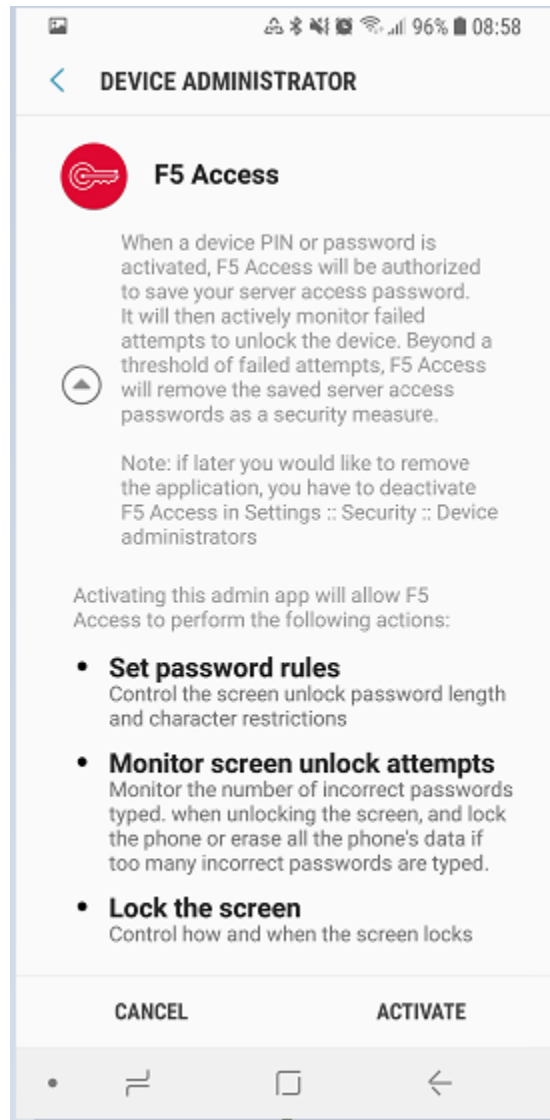 96% 08:58
DEVICE ADMINISTRATOR
F5 Access
When a device PIN or password is
activated, F5 Access will be authorized
to save your server access password.
It will then actively monitor failed
attempts to unlock the device. Beyond a
threshold of failed attempts, F5 Access
will remove the saved server access
passwords as a security measure.
Note: if later you would like to remove
the application, you have to deactivate
F5 Access in Settings :: Security :: Device
administrators
Activating this admin app will allow F5
Access to perform the following actions:
• Set password rules
Control the screen unlock password length
and character restrictions
• Monitor screen unlock attempts
Monitor the number of incorrect passwords
typed. when unlocking the screen, and lock
the phone or erase all the phone's data if
too many incorrect passwords are typed.
• Lock the screen
Control how and when the screen locks
CANCEL ACTIVATE